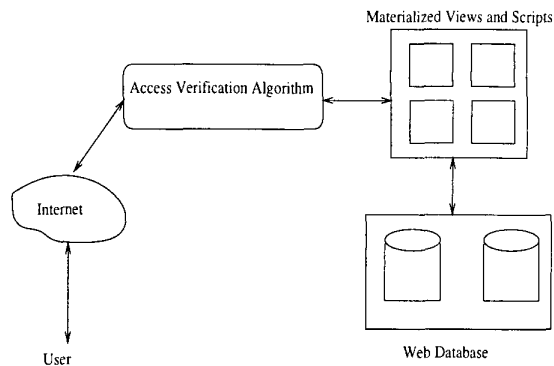 Materialized Views and Scripts
Access Verification Algorithm
Internet
User
Web Database